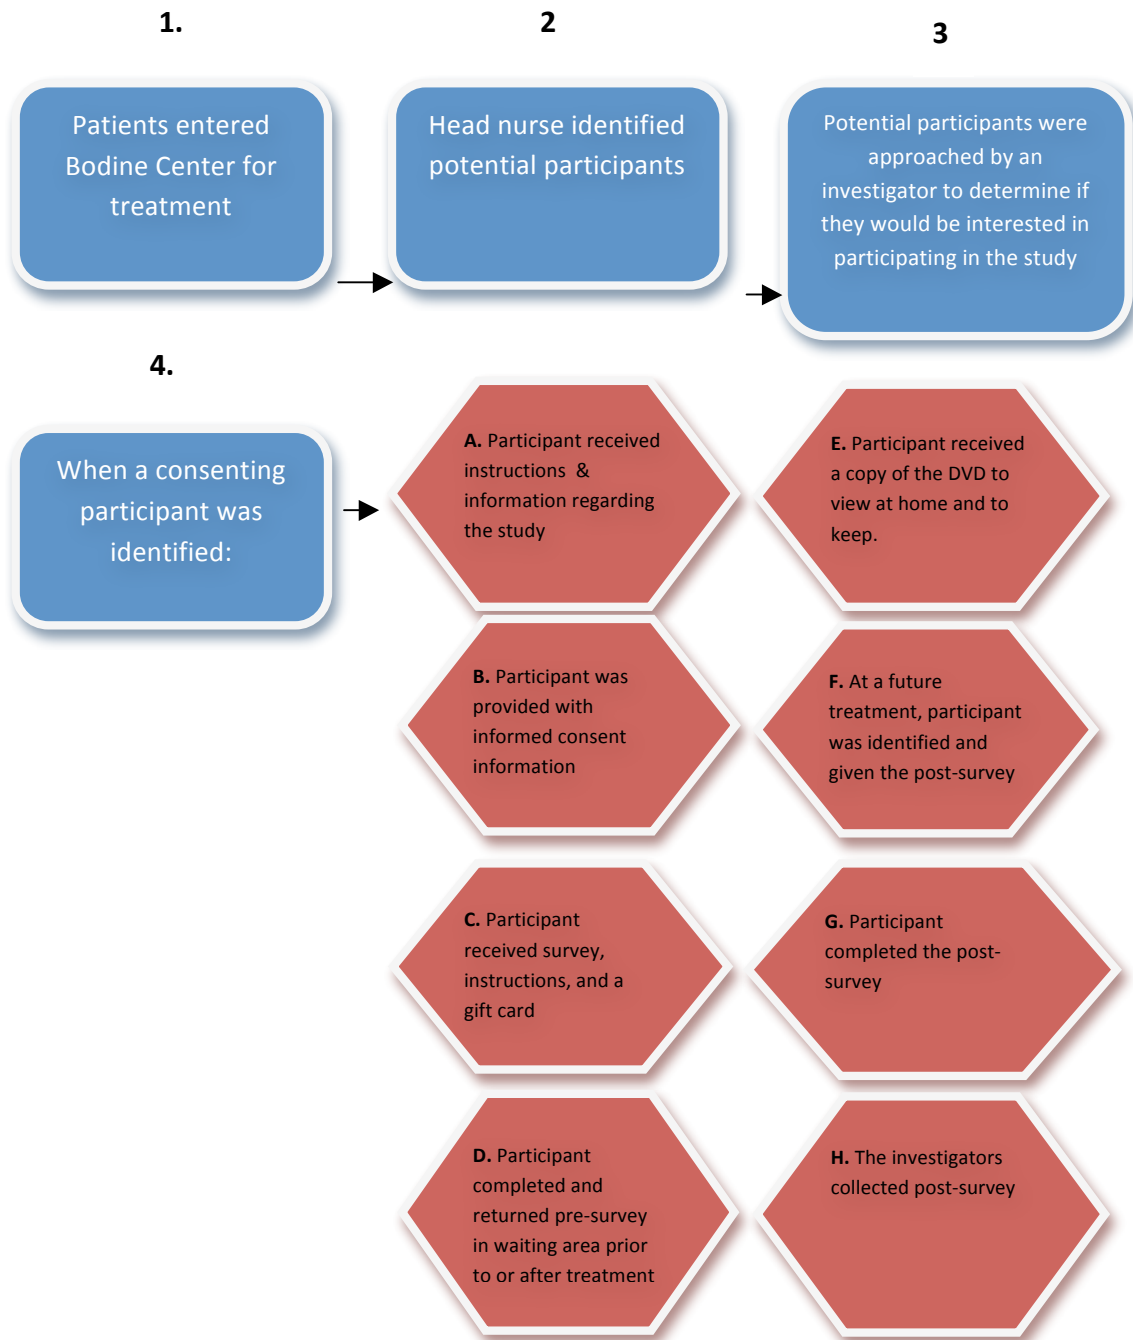 1.
Patients entered
Bodine Center for
treatment
2
Head nurse identified
potential participants
3
Potential participants were
approached by an
investigator to determine if
they would be interested in
participating in the study
4.
When a consenting
participant was
identified:
A. Participant received
instructions & 
information regarding
the study
B. Participant was
provided with
informed consent
information
C. Participant
received survey,
instructions, and a
gift card
D. Participant
completed and
returned pre-survey
in waiting area prior
to or after treatment
E. Participant received
a copy of the DVD to
view at home and to
keep.
F. At a future
treatment, participant
was identified and
given the post-survey
G. Participant
completed the post-
survey
H. The investigators
collected post-survey